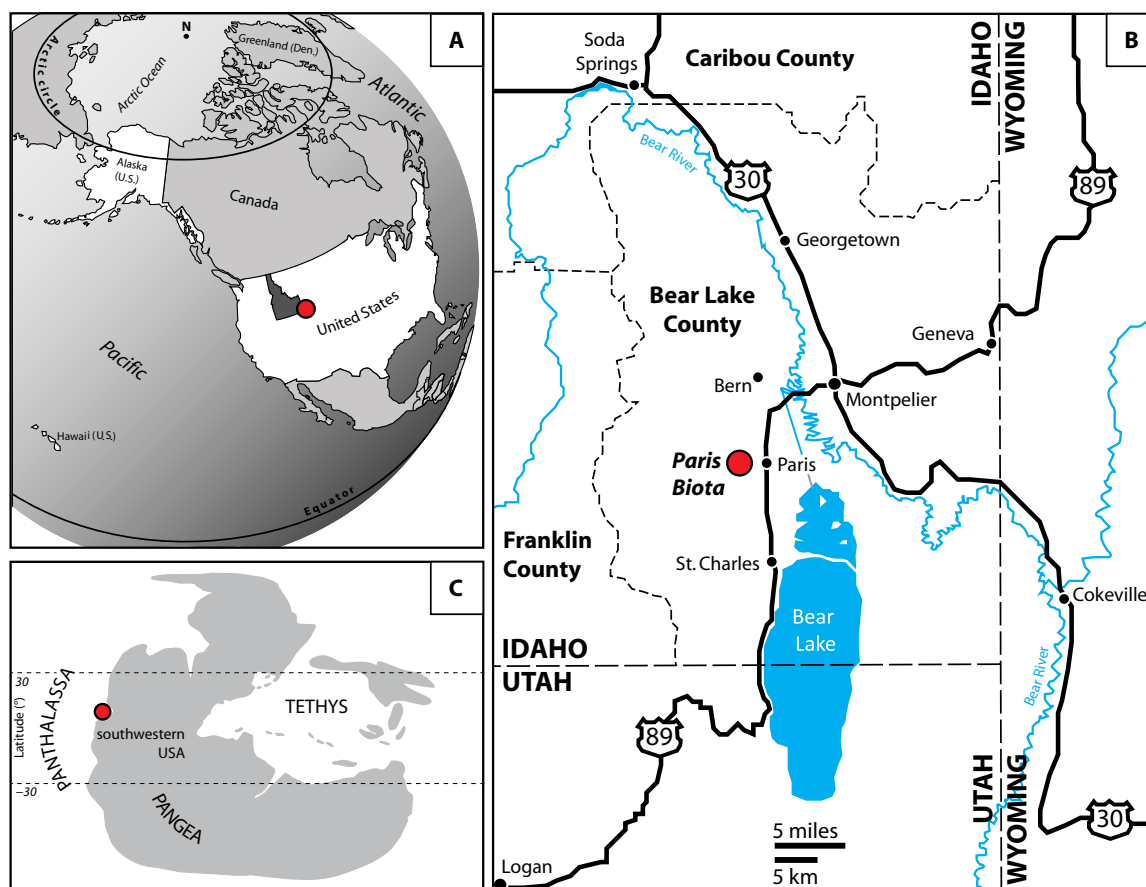 A
N
Greenland (Den.)
Arctic circle
Arctic Ocean
Atlantic
Alaska
(U.S.)
Canada
United States
Pacific
Hawaii (U.S.)
Equator
B
Soda
Springs
Caribou County
IDAHO
WYOMING
Bear River
30
89
Georgetown
Bear Lake
County
Geneva
Bern
Montpelier
Paris
Biota
Paris
Franklin
County
St. Charles
Cokeville
Bear
Lake
IDAHO
UTAH
Bear River
89
UTAH
WYOMING
30
5 miles
5 km
Logan
C
30
Latitude (°)
−30
PANTHALASSA
southwestern
USA
TETHYS
PANGEA